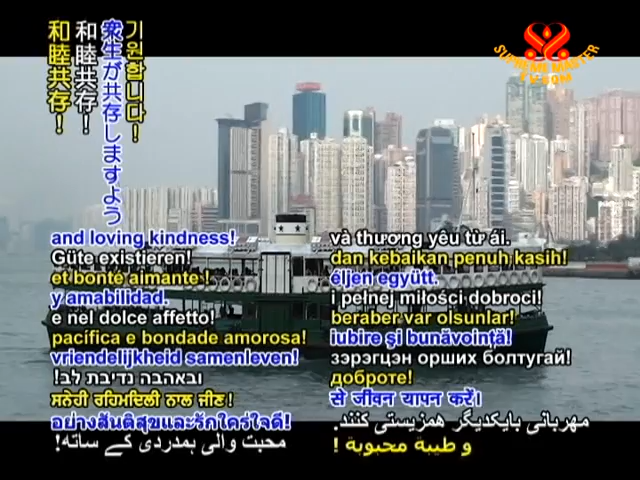 SUPREME MASTER
TV.COM
기원합니다!
衆生が共存しますよう
和睦共存！
和睦共存！
and loving kindness!
Güte existieren!
et bonté aimante !
y amabilidad.
e nel dolce affetto!
pacífica e bondade amorosa!
vriendelijkheid samenleven!
ובאהבה נדיבת לב!
ਸਨੇਹੀ ਰਹਿਮਦਿਲੀ ਨਾਲ ਜੀਣ!
อย่างสันติสุขและรักใคร่ใจดี!
محبت والی ہمدردی کے ساتھ!
và thương yêu từ ái.
dan kebaikan penuh kasih!
éljen együtt.
i pełnej miłości dobroci!
beraber var olsunlar!
iubire şi bunăvoinţă!
зэрэгцэн орших болтугай!
доброте!
से जीवन यापन करें।
مهربانی بایکدیگر همزیستی کنند.
و طيبة محبوبة !